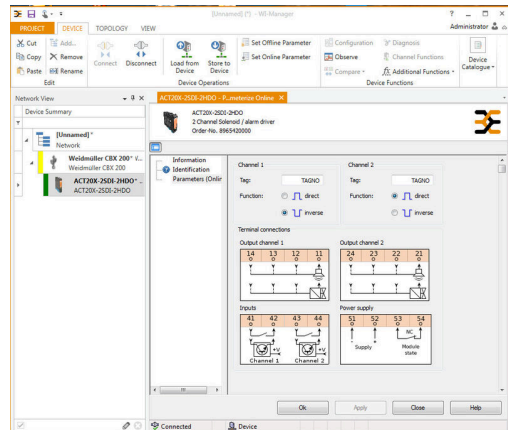 [Unnamed] (*) - WI-Manager
PROJECT DEVICE TOPOLOGY VIEW Administrator
Cut Add... Connect Disconnect Load from Device Store to Device Set Offline Parameter Configuration Diagnosis Device Catalogue
Copy Remove Set Online Parameter Observe Channel Functions
Paste Rename Compare Additional Functions
Edit Device Operations Device Functions
Network View
Device Summary
[Unnamed]*
Network
Weidmüller CBX 200* V...
Weidmüller CBX 200
ACT20X-2SDI-2HDO* -
ACT20X-2SDI-2HDO
ACT20X-2SDI-2HDO - P...meterize Online
ACT20X-2SDI-2HDO
2 Channel Solenoid / alarm driver
Order-No. 8965420000
Information
Identification
Parameters (Onlin
Channel 1 Channel 2
Tag: TAGNO Tag: TAGNO
Function: direct Function: direct
inverse inverse
Terminal connections
Output channel 1 Output channel 2
14 13 12 11 24 23 22 21
Inputs Power supply
41 42 43 44 51 52 53 54
NC
+V +V Supply Module state
Channel 1 Channel 2
Ok Apply Close Help
Connected Device